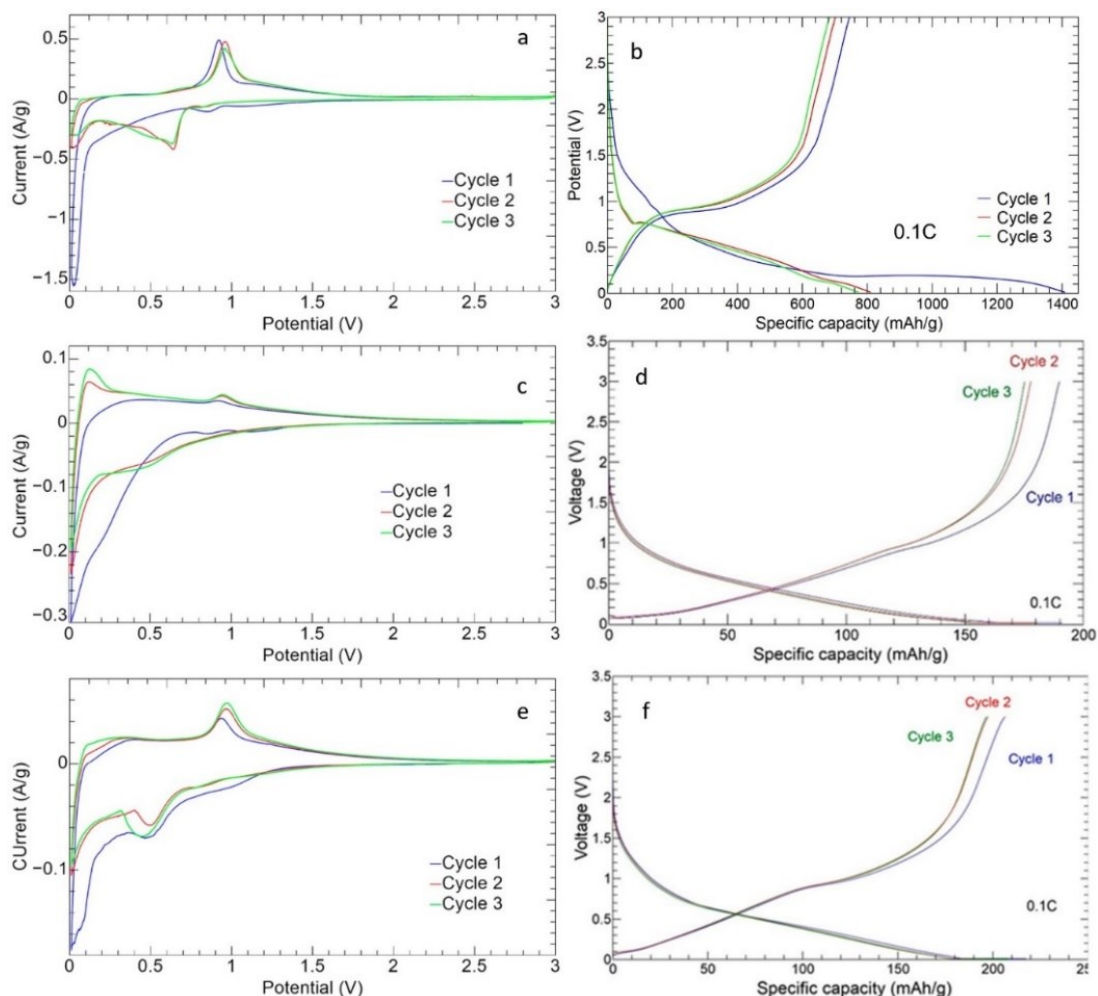 a
0.5
0
−0.5
−1
−1.5
Current (A/g)
Cycle 1
Cycle 2
Cycle 3
0 0.5 1 1.5 2 2.5 3
Potential (V)
b
3
2.5
2
1.5
1
0.5
0
Potential (V)
Cycle 1
Cycle 2
Cycle 3
0.1C
0 200 400 600 800 1000 1200 1400
Specific capacity (mAh/g)
c
0.1
0
−0.1
−0.2
−0.3
Current (A/g)
Cycle 1
Cycle 2
Cycle 3
0 0.5 1 1.5 2 2.5 3
Potential (V)
d
3.5
3
2.5
2
1.5
1
0.5
0
Voltage (V)
Cycle 2
Cycle 3
Cycle 1
0.1C
0 50 100 150 200
Specific capacity (mAh/g)
e
0
−0.1
CUrrent (A/g)
Cycle 1
Cycle 2
Cycle 3
0 0.5 1 1.5 2 2.5 3
Potential (V)
f
3.5
3
2.5
2
1.5
1
0.5
0
Voltage (V)
Cycle 2
Cycle 3
Cycle 1
0.1C
0 50 100 150 200 25
Specific capacity (mAh/g)